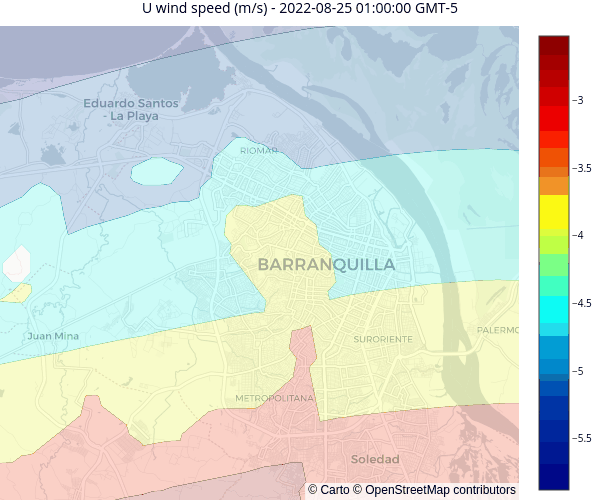 U wind speed (m/s) - 2022-08-25 01:00:00 GMT-5
Eduardo Santos
- La Playa
RIOMAR
BARRANQUILLA
Juan Mina
SURORIENTE
PALERMO
METROPOLITANA
Soledad
−3
−3.5
−4
−4.5
−5
−5.5
© Carto © OpenStreetMap contributors